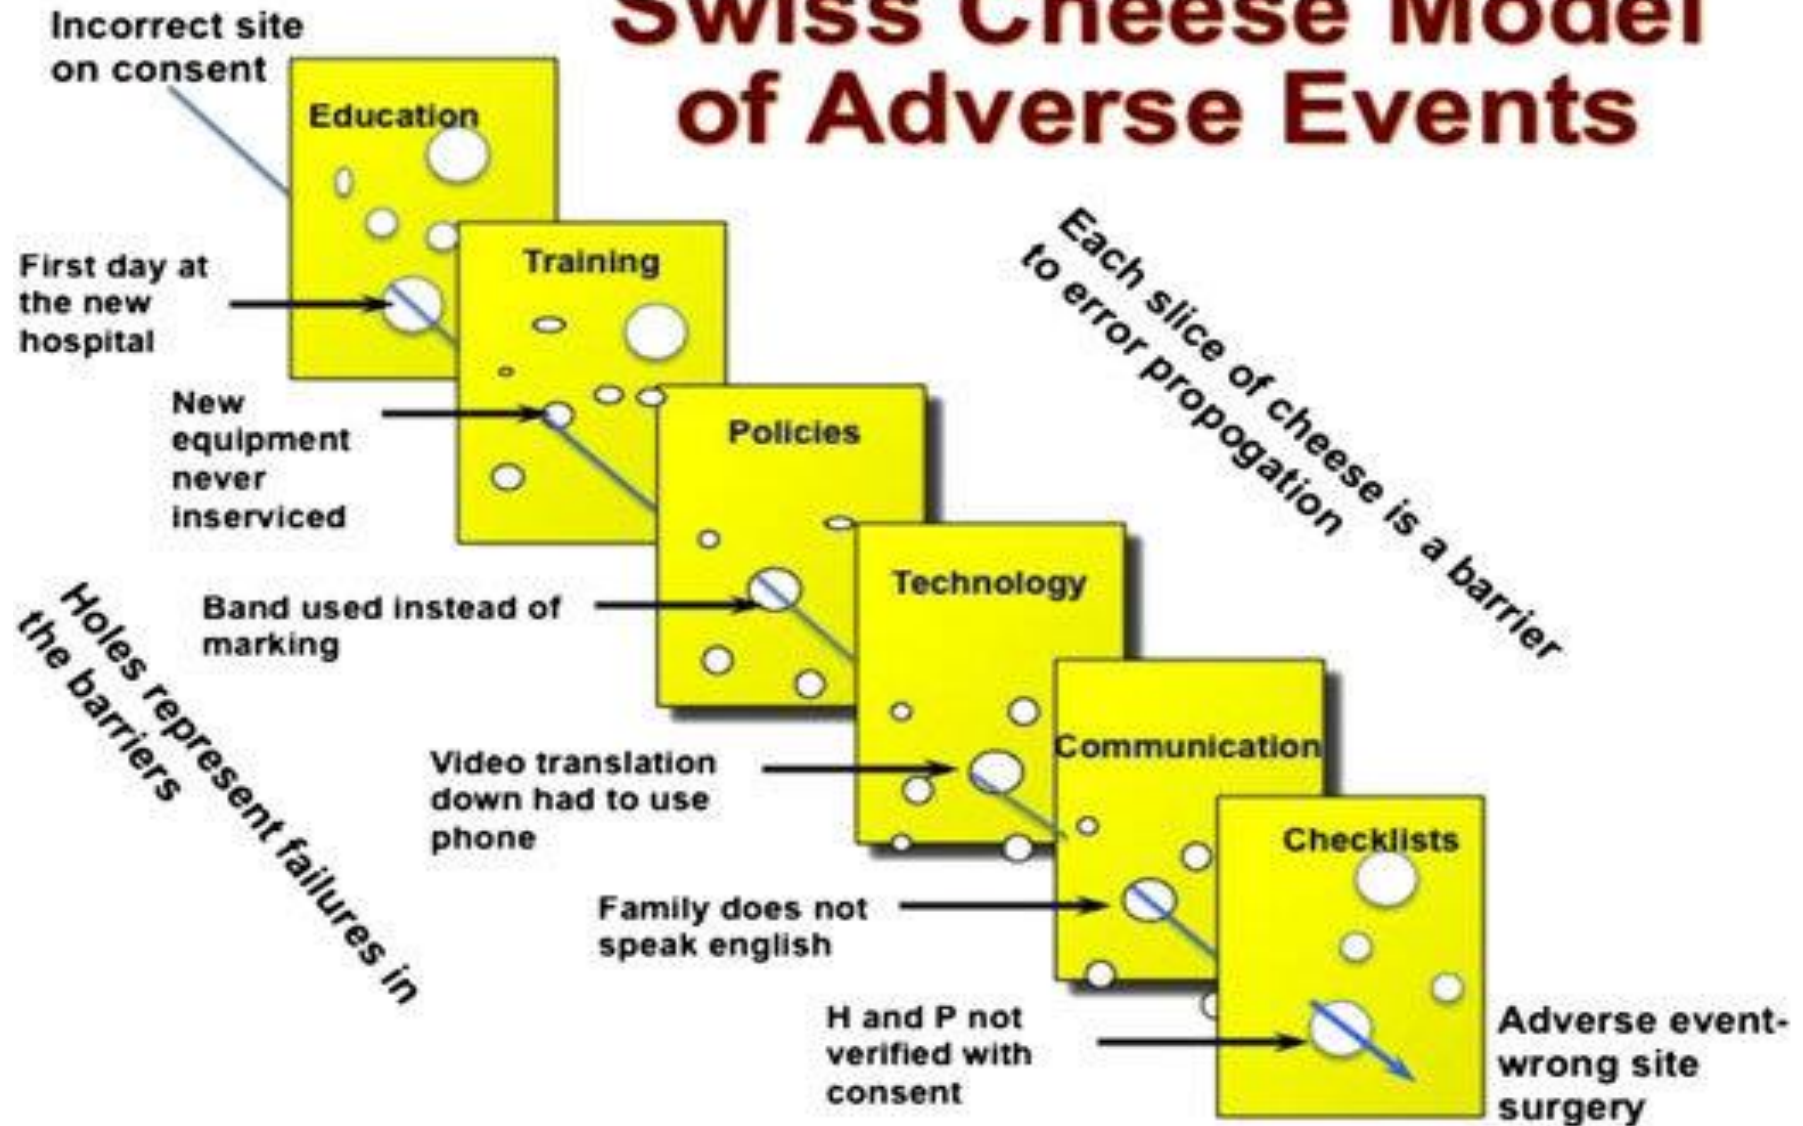 Swiss Cheese Model
of Adverse Events
Incorrect site
on consent
Education
First day at
the new
hospital
Training
New
equipment
never
inserviced
Each slice of cheese is a barrier
to error propogation
Policies
Band used instead of
marking
Holes represent failures in
the barriers
Technology
Video translation
down had to use
phone
Communication
Family does not
speak english
Checklists
H and P not
verified with
consent
Adverse event-
wrong site
surgery